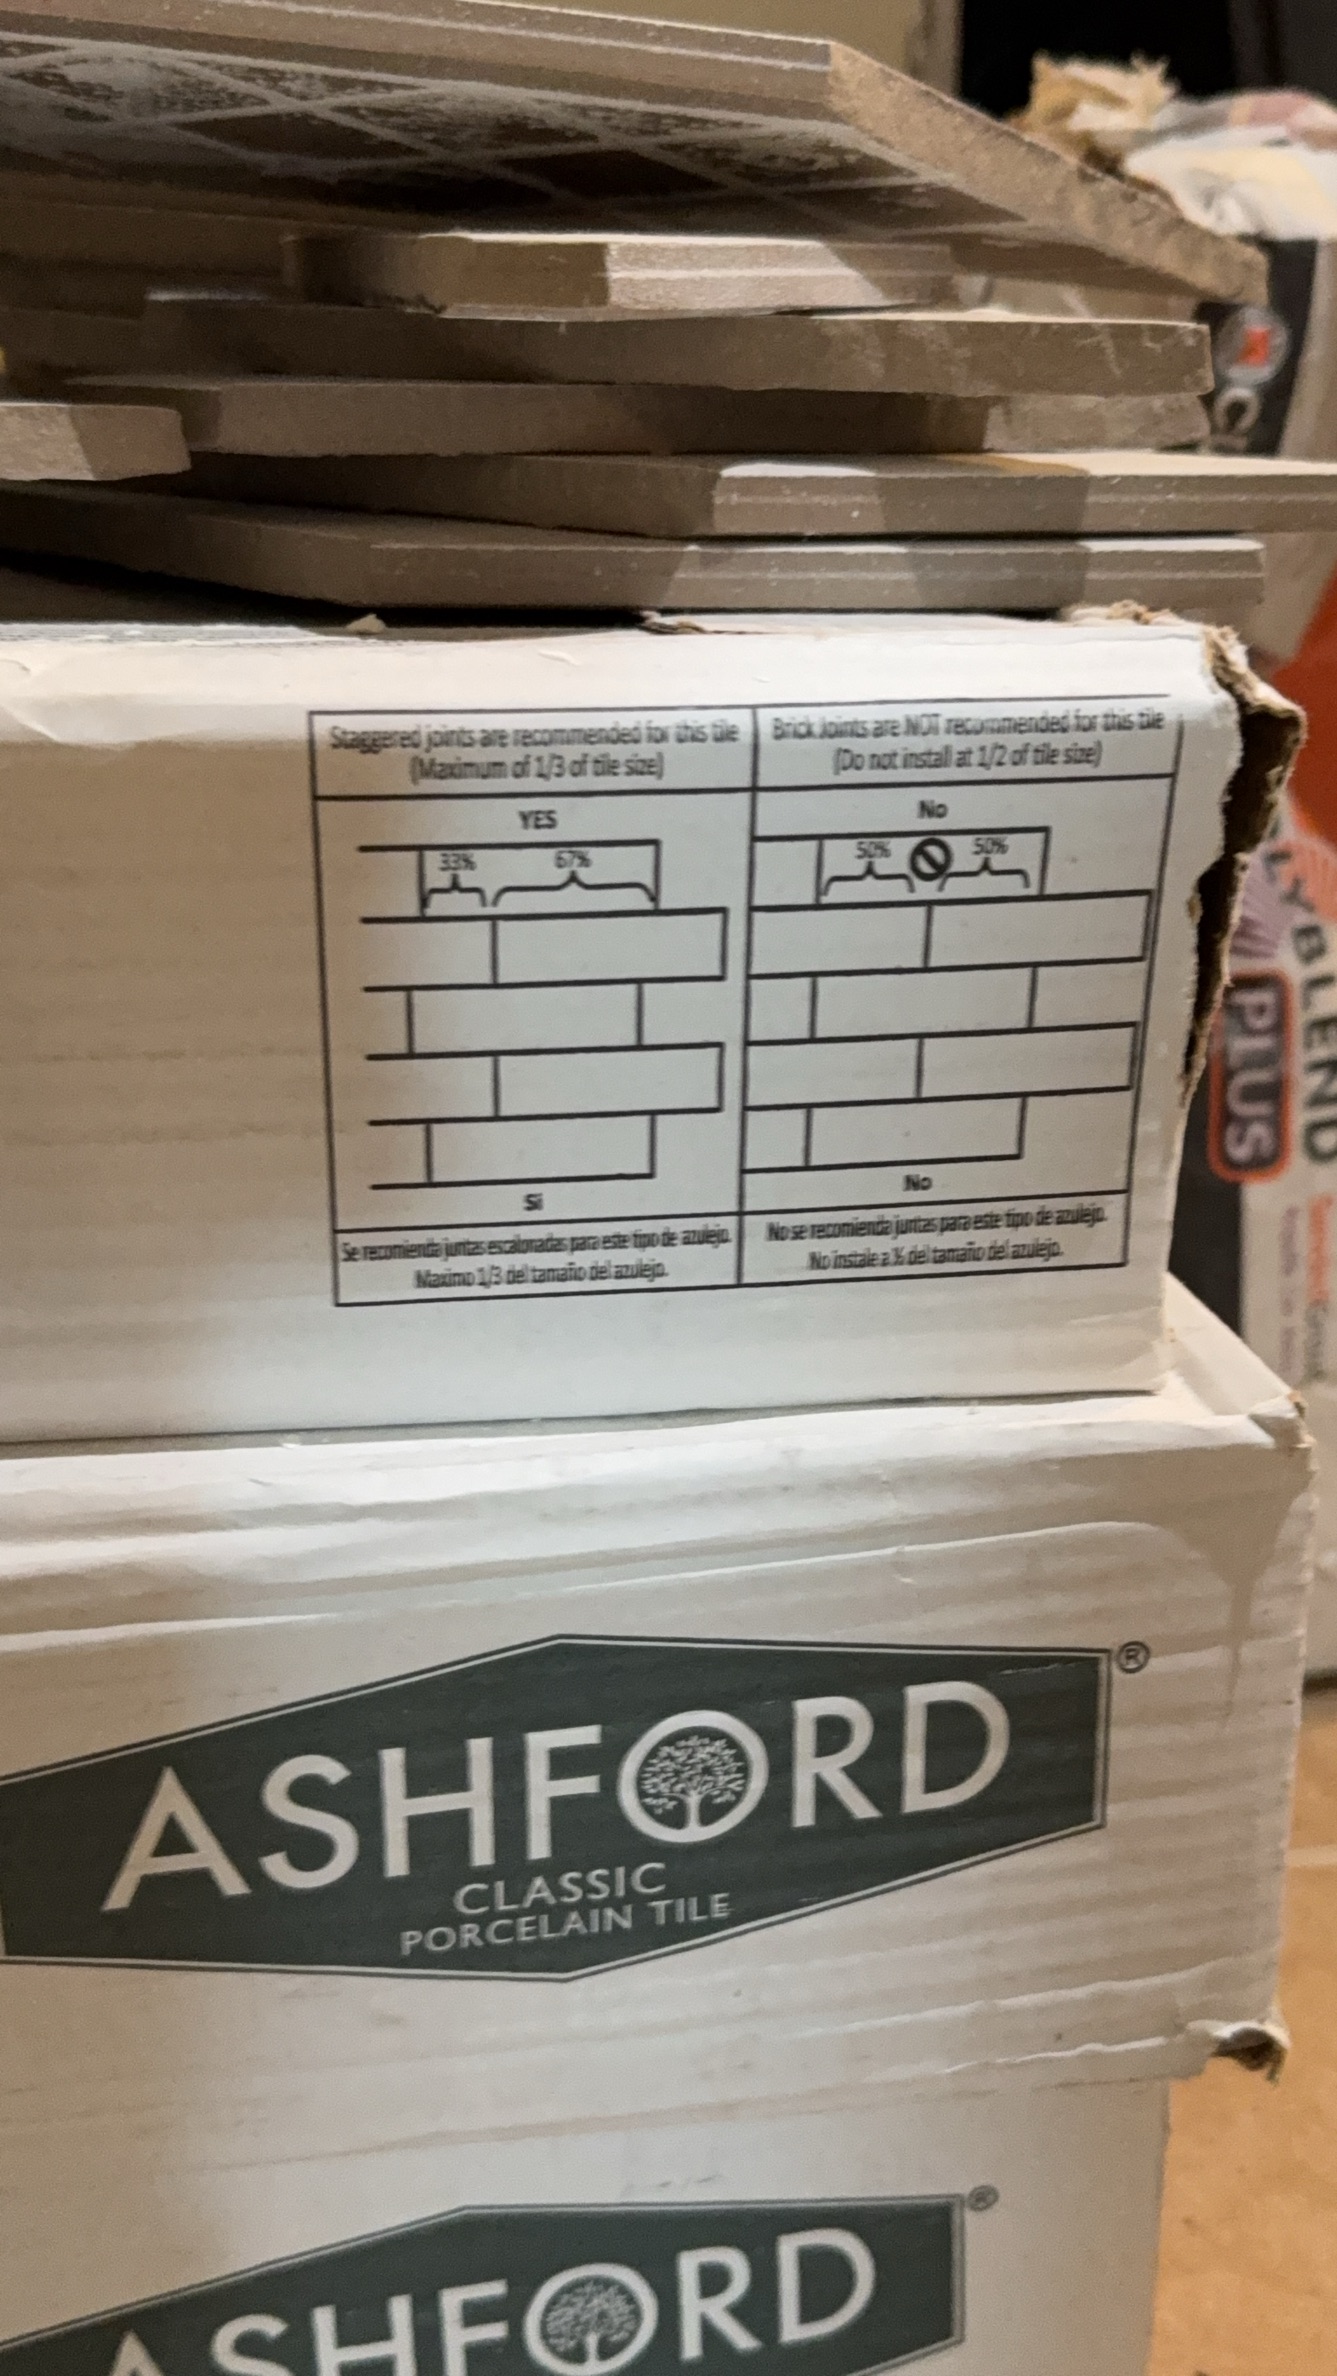 Staggered joints are recommended for this tile
(Maximum of 1/3 of tile size)
Brick Joints are NOT recommended for this tile
(Do not install at 1/2 of tile size)
YES
33%
67%
No
50%
50%
Si
No
Se recomienda juntas escalonadas para este tipo de azulejo.
Maximo 1/3 del tamaño del azulejo.
No se recomienda juntas para este tipo de azulejo.
No instale a ½ del tamaño del azulejo.
ASHFORD ®
CLASSIC
PORCELAIN TILE
ASHFORD ®
LYBLEND
PLUS